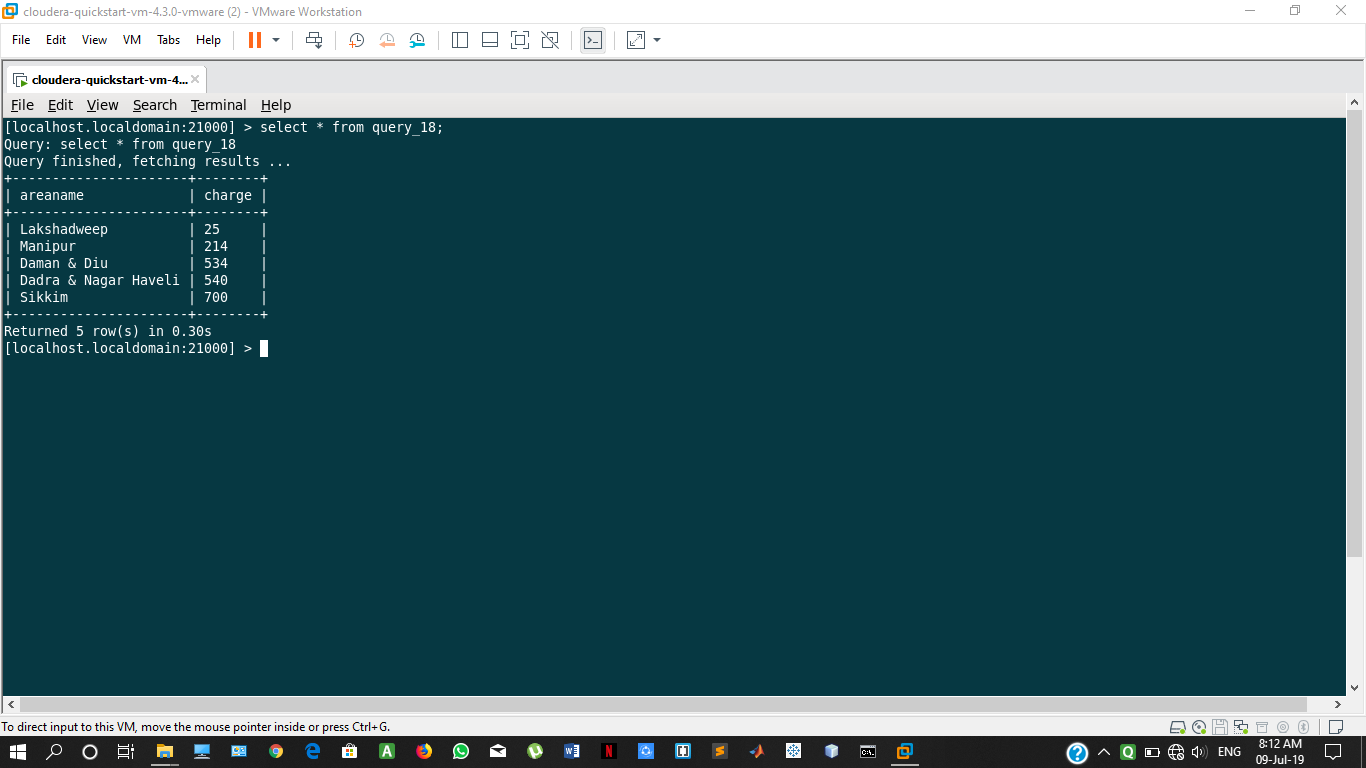 cloudera-quickstart-vm-4.3.0-vmware (2) - VMware Workstation
File Edit View VM Tabs Help
cloudera-quickstart-vm-4...
File Edit View Search Terminal Help
[localhost.localdomain:21000] > select * from query_18;
Query: select * from query_18
Query finished, fetching results ...
+----------------------+--------+
| areaname             | charge |
+----------------------+--------+
| Lakshadweep          | 25     |
| Manipur              | 214    |
| Daman & Diu          | 534    |
| Dadra & Nagar Haveli | 540    |
| Sikkim               | 700    |
+----------------------+--------+
Returned 5 row(s) in 0.30s
[localhost.localdomain:21000] >
To direct input to this VM, move the mouse pointer inside or press Ctrl+G.
ENG
8:12 AM
09-Jul-19